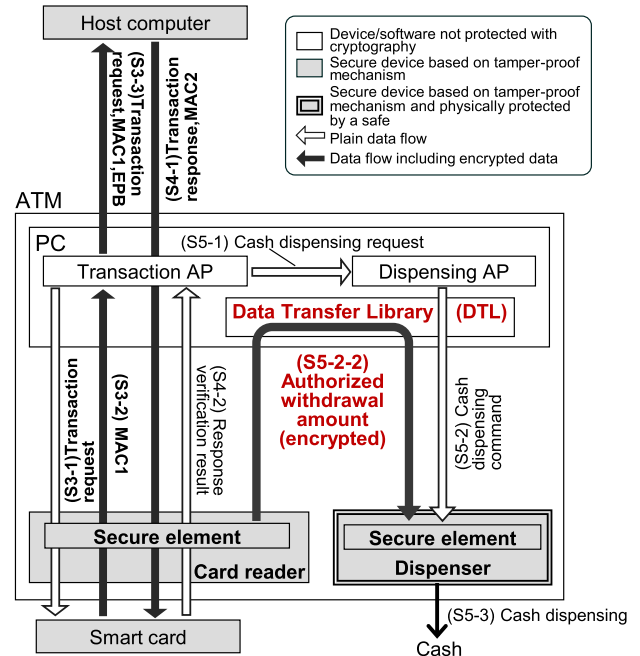 Host computer
Device/software not protected with
cryptography
Secure device based on tamper-proof
mechanism
Secure device based on tamper-proof
mechanism and physically protected
by a safe
Plain data flow
Data flow including encrypted data
(S3-3)Transaction
request,MAC1,EPB
(S4-1)Transaction
response,MAC2
ATM
PC
(S5-1) Cash dispensing request
Transaction AP
Dispensing AP
Data Transfer Library (DTL)
(S5-2-2)
Authorized
withdrawal
amount
(encrypted)
(S3-1)Transaction
request
(S3-2) MAC1
(S4-2) Response
verification result
(S5-2) Cash
dispensing
command
Secure element
Card reader
Secure element
Dispenser
(S5-3) Cash dispensing
Smart card
Cash